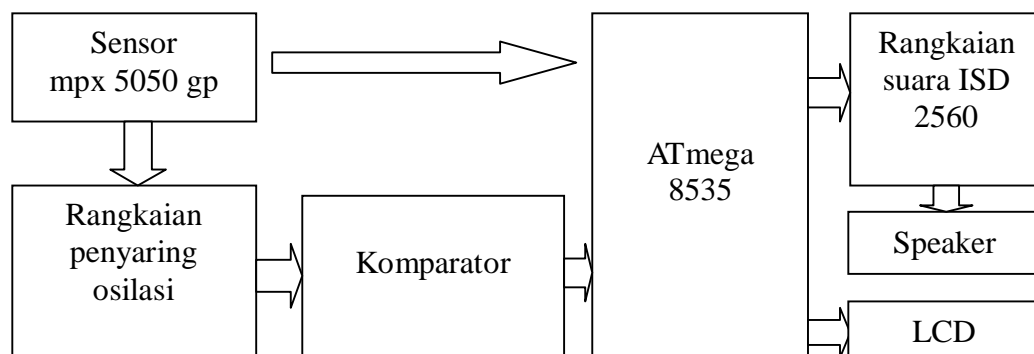 Sensor
mpx 5050 gp
Rangkaian
penyaring
osilasi
Komparator
ATmega
8535
Rangkaian
suara ISD
2560
Speaker
LCD